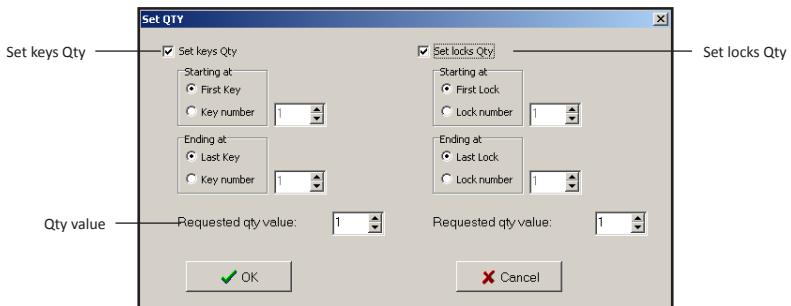 Set QTY
Set keys Qty
Set keys Qty
Set locks Qty
Set locks Qty
Starting at
First Key
Key number 1
Starting at
First Lock
Lock number 1
Ending at
Last Key
Key number 1
Ending at
Last Lock
Lock number 1
Qty value
Requested qty value: 1
Requested qty value: 1
OK
Cancel